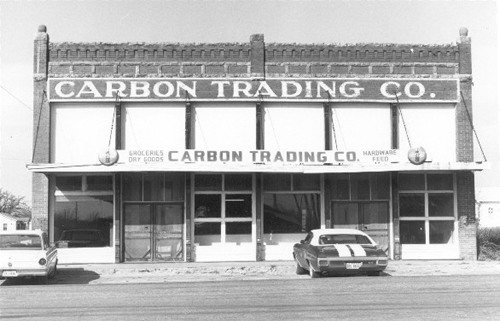 CARBON TRADING CO.
GROCERIES
DRY GOODS
CARBON TRADING CO.
HARDWARE
FEED